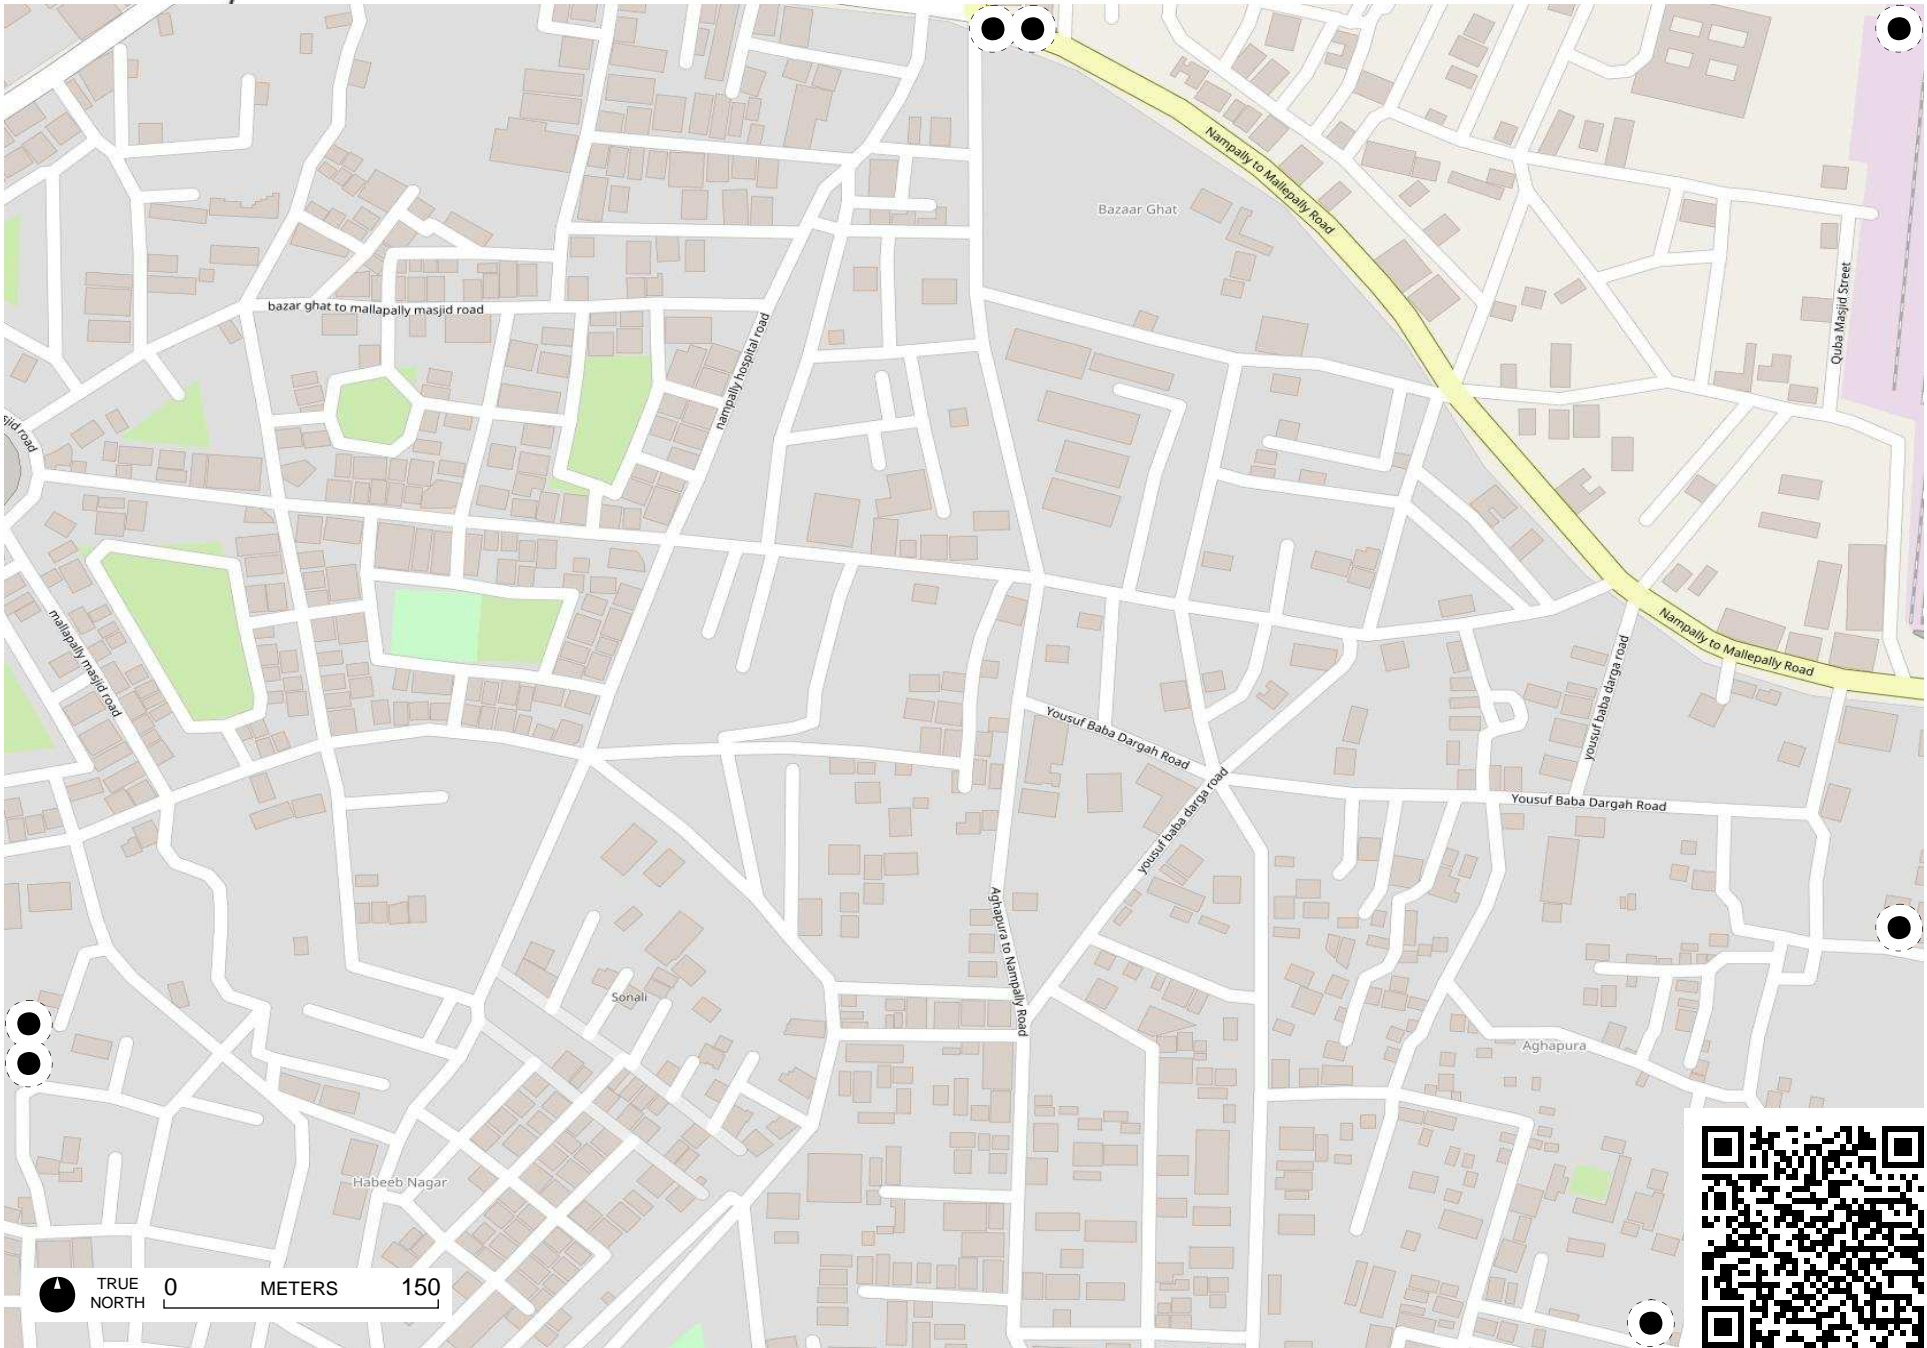 Nampally to Mallepally Road
Bazaar Ghat
Quba Masjid Street
bazar ghat to mallapally masjid road
nampally hospital road
sjid road
mallapally masjid road
Nampally to Mallepally Road
yousuf baba darga road
Yousuf Baba Dargah Road
yousuf baba darga road
Yousuf Baba Dargah Road
Aghapura to Nampally Road
Sonali
Aghapura
Habeeb Nagar
TRUE NORTH
0 METERS 150